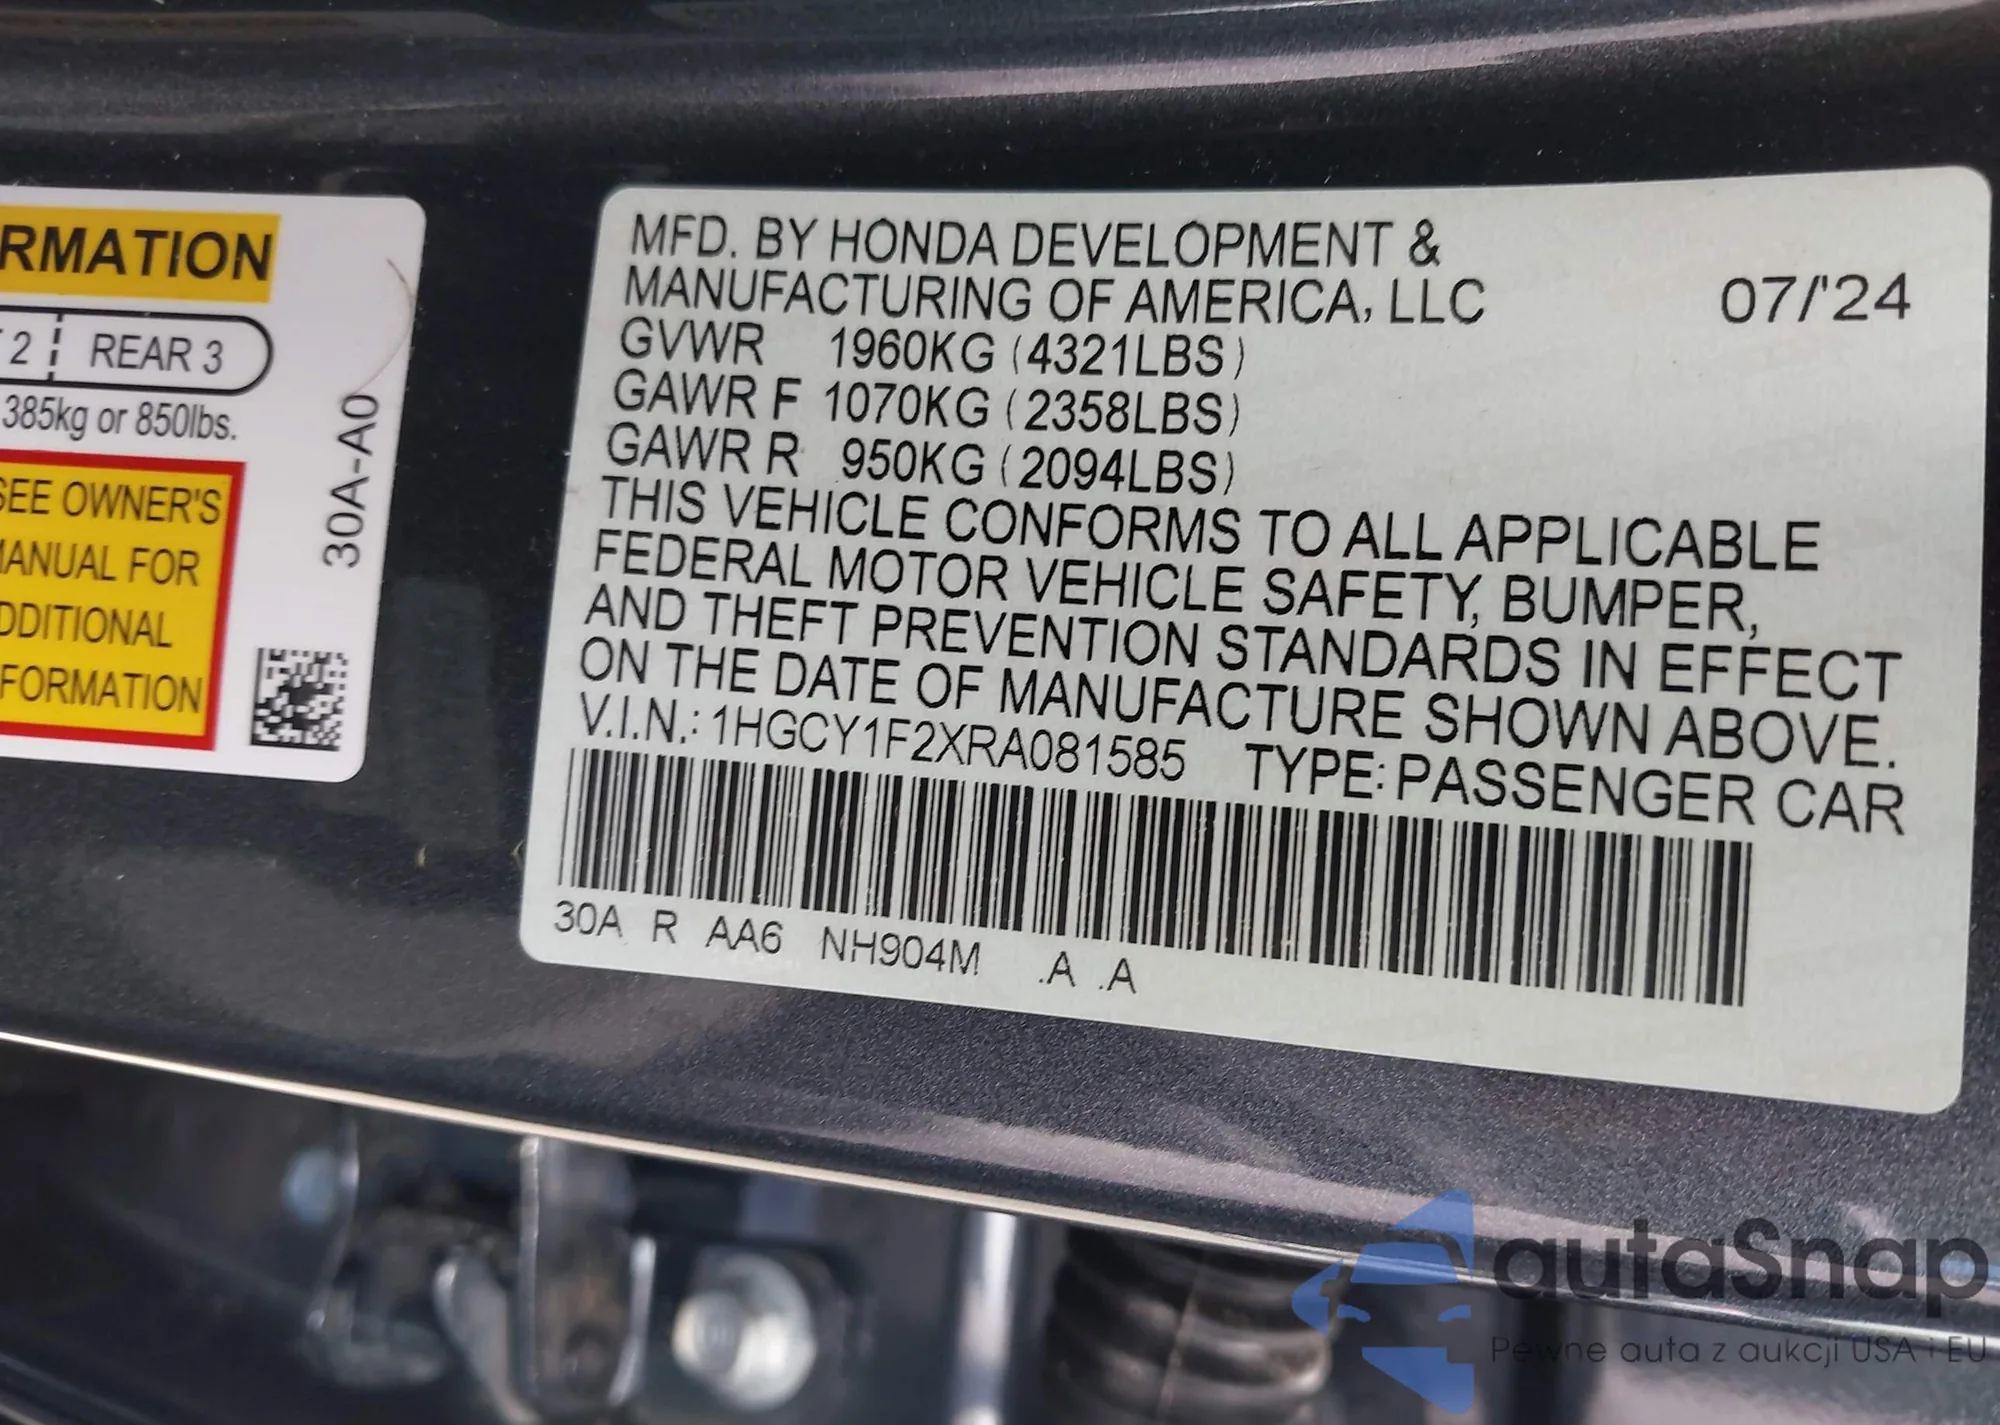 RMATION
2 REAR 3
385kg or 850lbs.
SEE OWNER'S
MANUAL FOR
DDITIONAL
FORMATION
30A-A0
MFD. BY HONDA DEVELOPMENT &
MANUFACTURING OF AMERICA, LLC 07/'24
GVWR 1960KG (4321LBS)
GAWR F 1070KG (2358LBS)
GAWR R 950KG (2094LBS)
THIS VEHICLE CONFORMS TO ALL APPLICABLE
FEDERAL MOTOR VEHICLE SAFETY, BUMPER,
AND THEFT PREVENTION STANDARDS IN EFFECT
ON THE DATE OF MANUFACTURE SHOWN ABOVE.
V.I.N.: 1HGCY1F2XRA081585 TYPE: PASSENGER CAR
30A R AA6 NH904M .A .A
autaSnap
Pewne auta z aukcji USA i EU